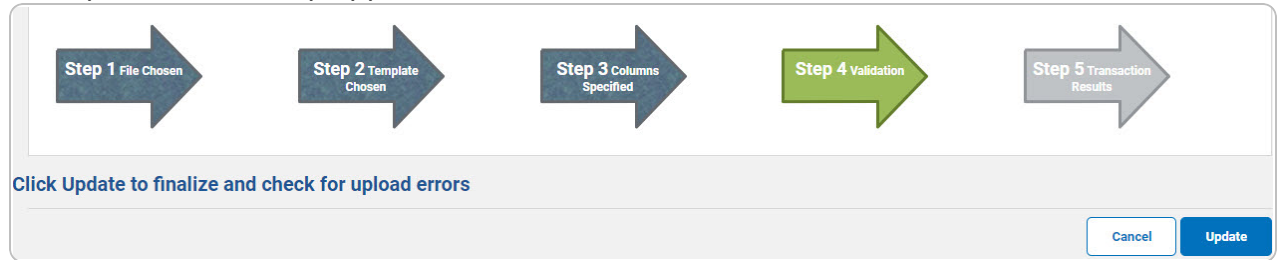 Step 1 File Chosen
Step 2 Template
Chosen
Step 3 Columns
Specified
Step 4 Validation
Step 5 Transaction
Results
Click Update to finalize and check for upload errors
Cancel
Update